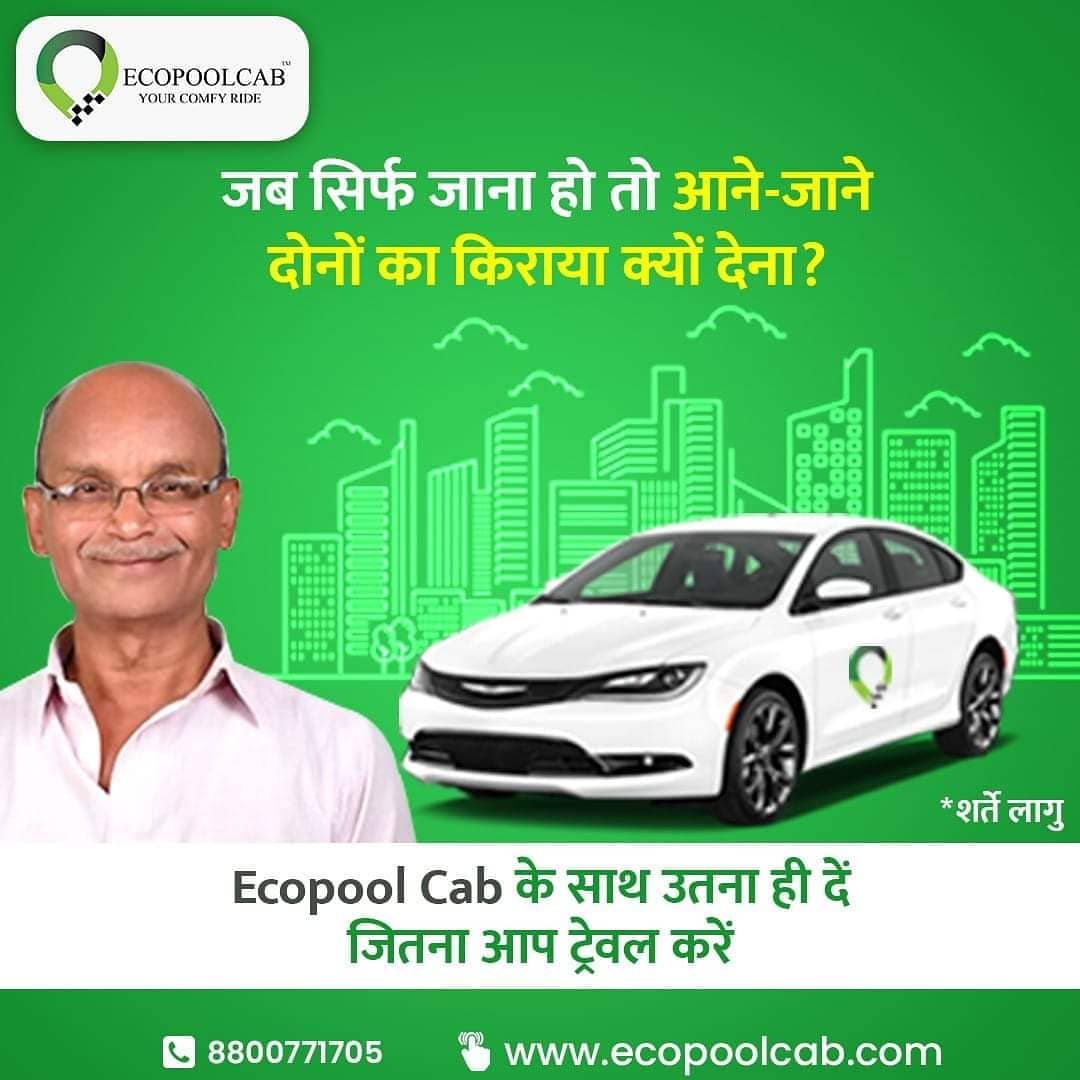 ECOPOOLCAB™
YOUR COMFY RIDE
जब सिर्फ जाना हो तो आने-जाने
दोनों का किराया क्यों देना?
*शर्ते लागु
Ecopool Cab के साथ उतना ही दें
जितना आप ट्रेवल करें
8800771705
www.ecopoolcab.com